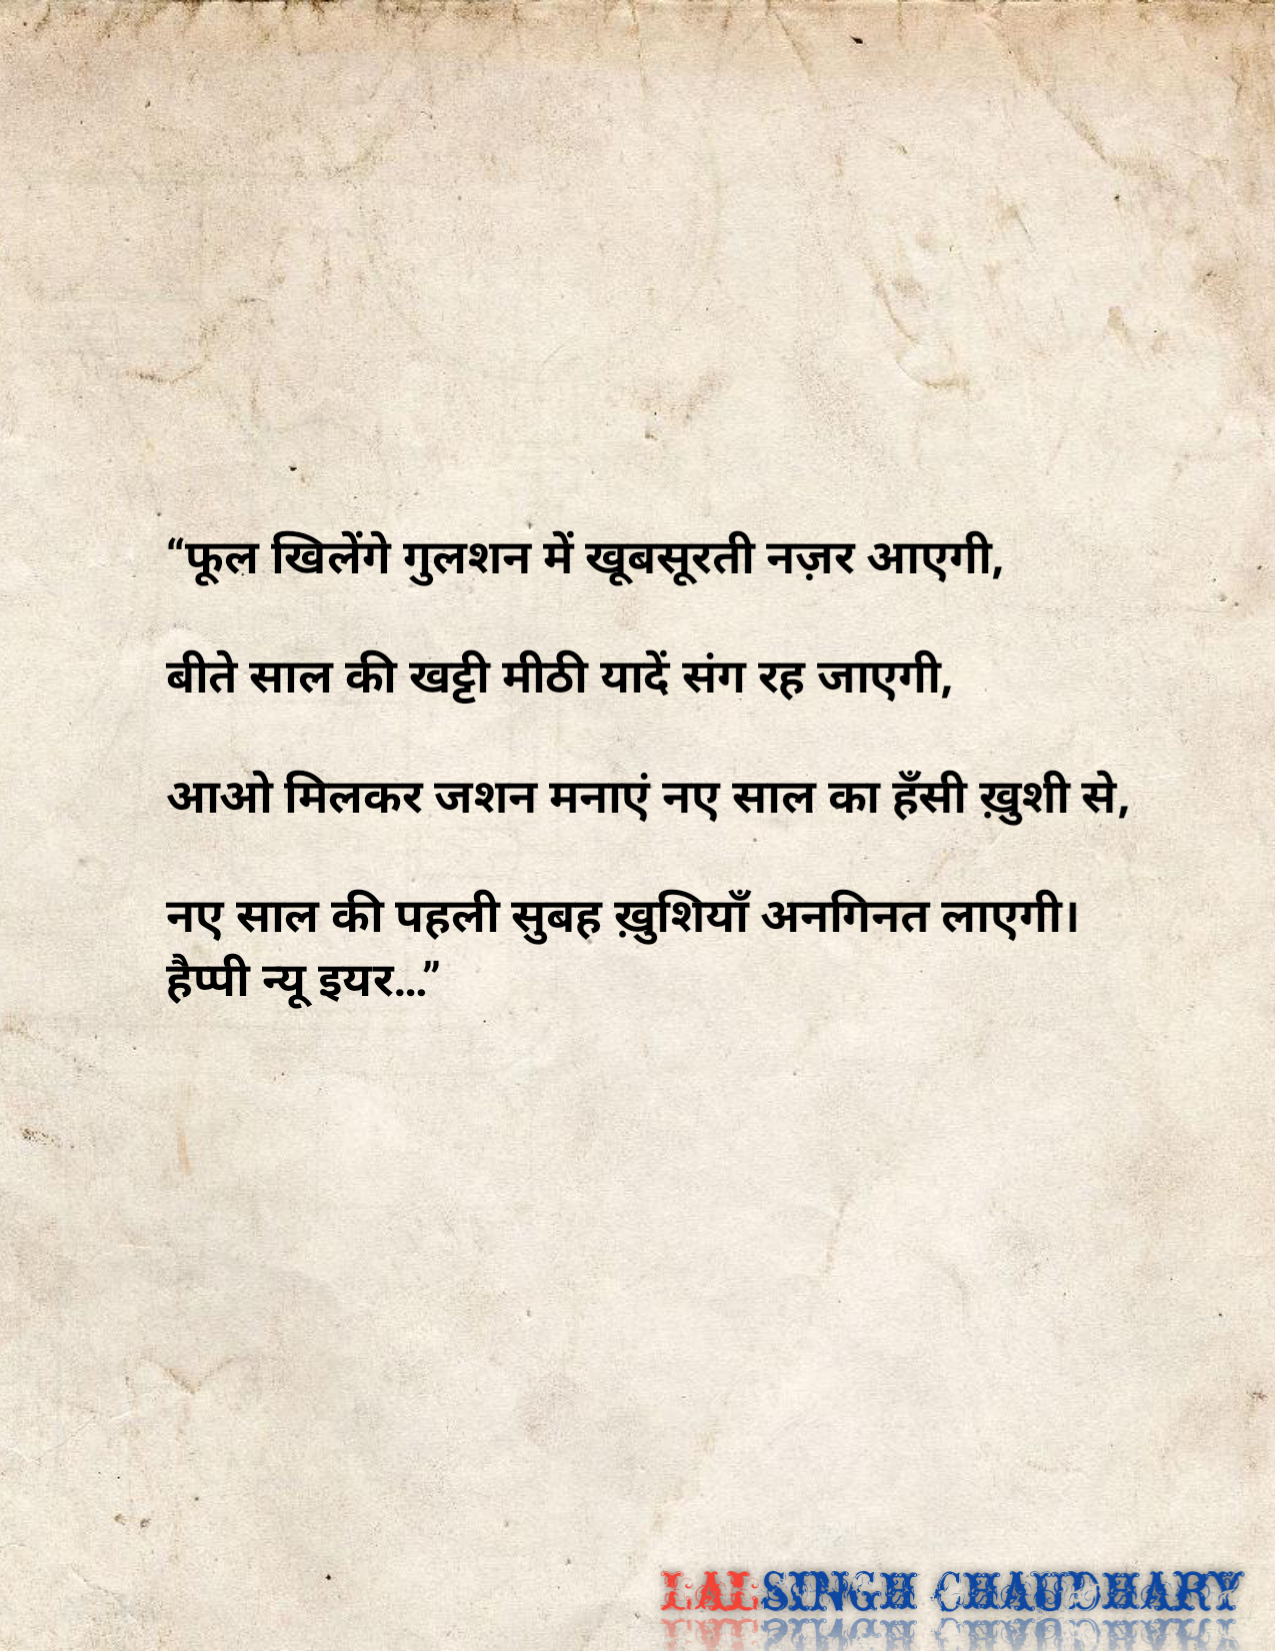 “फूल खिलेंगे गुलशन में खूबसूरती नज़र आएगी,
बीते साल की खट्टी मीठी यादें संग रह जाएगी,
आओ मिलकर जशन मनाएं नए साल का हँसी ख़ुशी से,
नए साल की पहली सुबह ख़ुशियाँ अनगिनत लाएगी।
हैप्पी न्यू इयर...”
LALSINGH CHAUDHARY